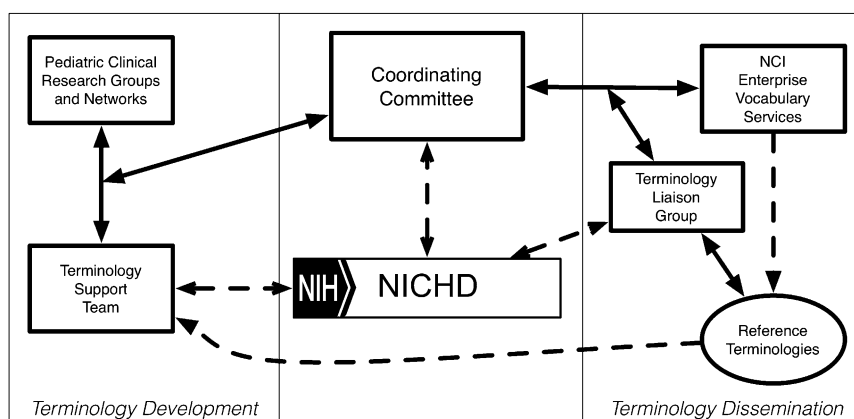 Pediatric Clinical
Research Groups
and Networks
Coordinating
Committee
NCI
Enterprise
Vocabulary
Services
Terminology
Liaison
Group
Terminology
Support
Team
NIH
NICHD
Reference
Terminologies
Terminology Development
Terminology Dissemination